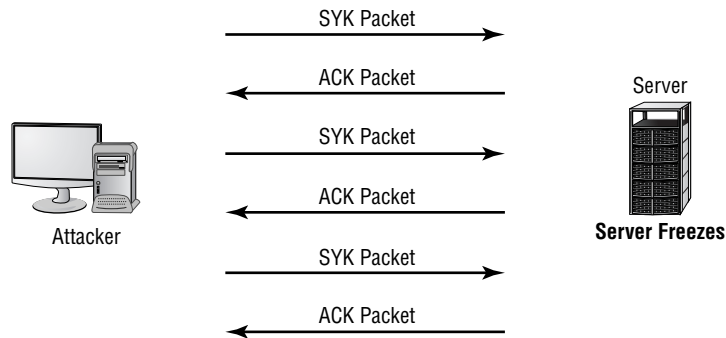 SYK Packet
ACK Packet
Server
SYK Packet
ACK Packet
Attacker
Server Freezes
SYK Packet
ACK Packet